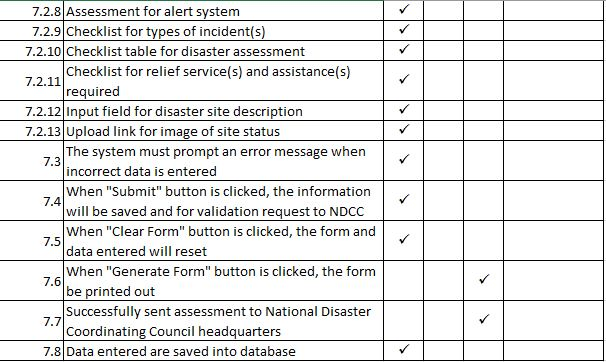 7.2.8 Assessment for alert system ✓
7.2.9 Checklist for types of incident(s) ✓
7.2.10 Checklist table for disaster assessment ✓
7.2.11 Checklist for relief service(s) and assistance(s)
required ✓
7.2.12 Input field for disaster site description ✓
7.2.13 Upload link for image of site status ✓
7.3 The system must prompt an error message when
incorrect data is entered ✓
7.4 When "Submit" button is clicked, the information
will be saved and for validation request to NDCC ✓
7.5 When "Clear Form" button is clicked, the form and
data entered will reset ✓
7.6 When "Generate Form" button is clicked, the form
be printed out ✓
7.7 Successfully sent assessment to National Disaster
Coordinating Council headquarters ✓
7.8 Data entered are saved into database ✓